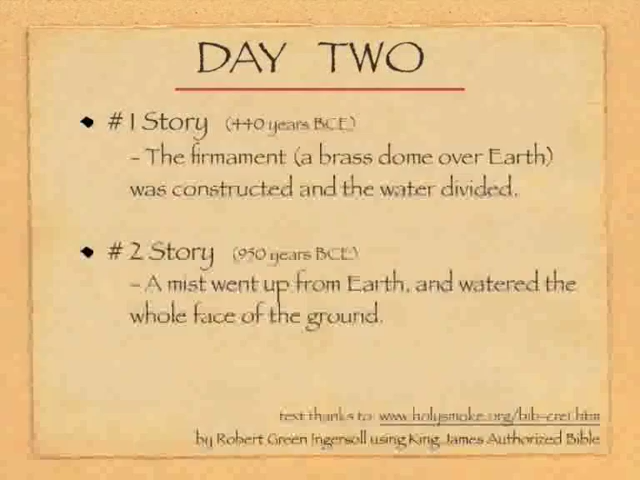 DAY TWO
# 1 Story (440 years BCE)
- The firmament (a brass dome over Earth)
was constructed and the water divided.
# 2 Story (950 years BCE)
- A mist went up from Earth, and watered the
whole face of the ground.
text thanks to: www.holysmoke.org/bib-cre1.htm
by Robert Green Ingersoll using King James Authorized Bible